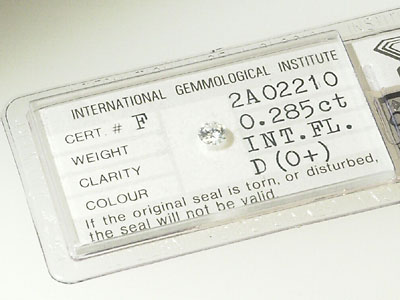 INTERNATIONAL GEMMOLOGICAL INSTITUTE
CERT. # F 2A02210
WEIGHT 0.285ct
CLARITY INT.FL.
COLOUR D(0+)
If the original seal is torn, or disturbed,
the seal will not be valid.